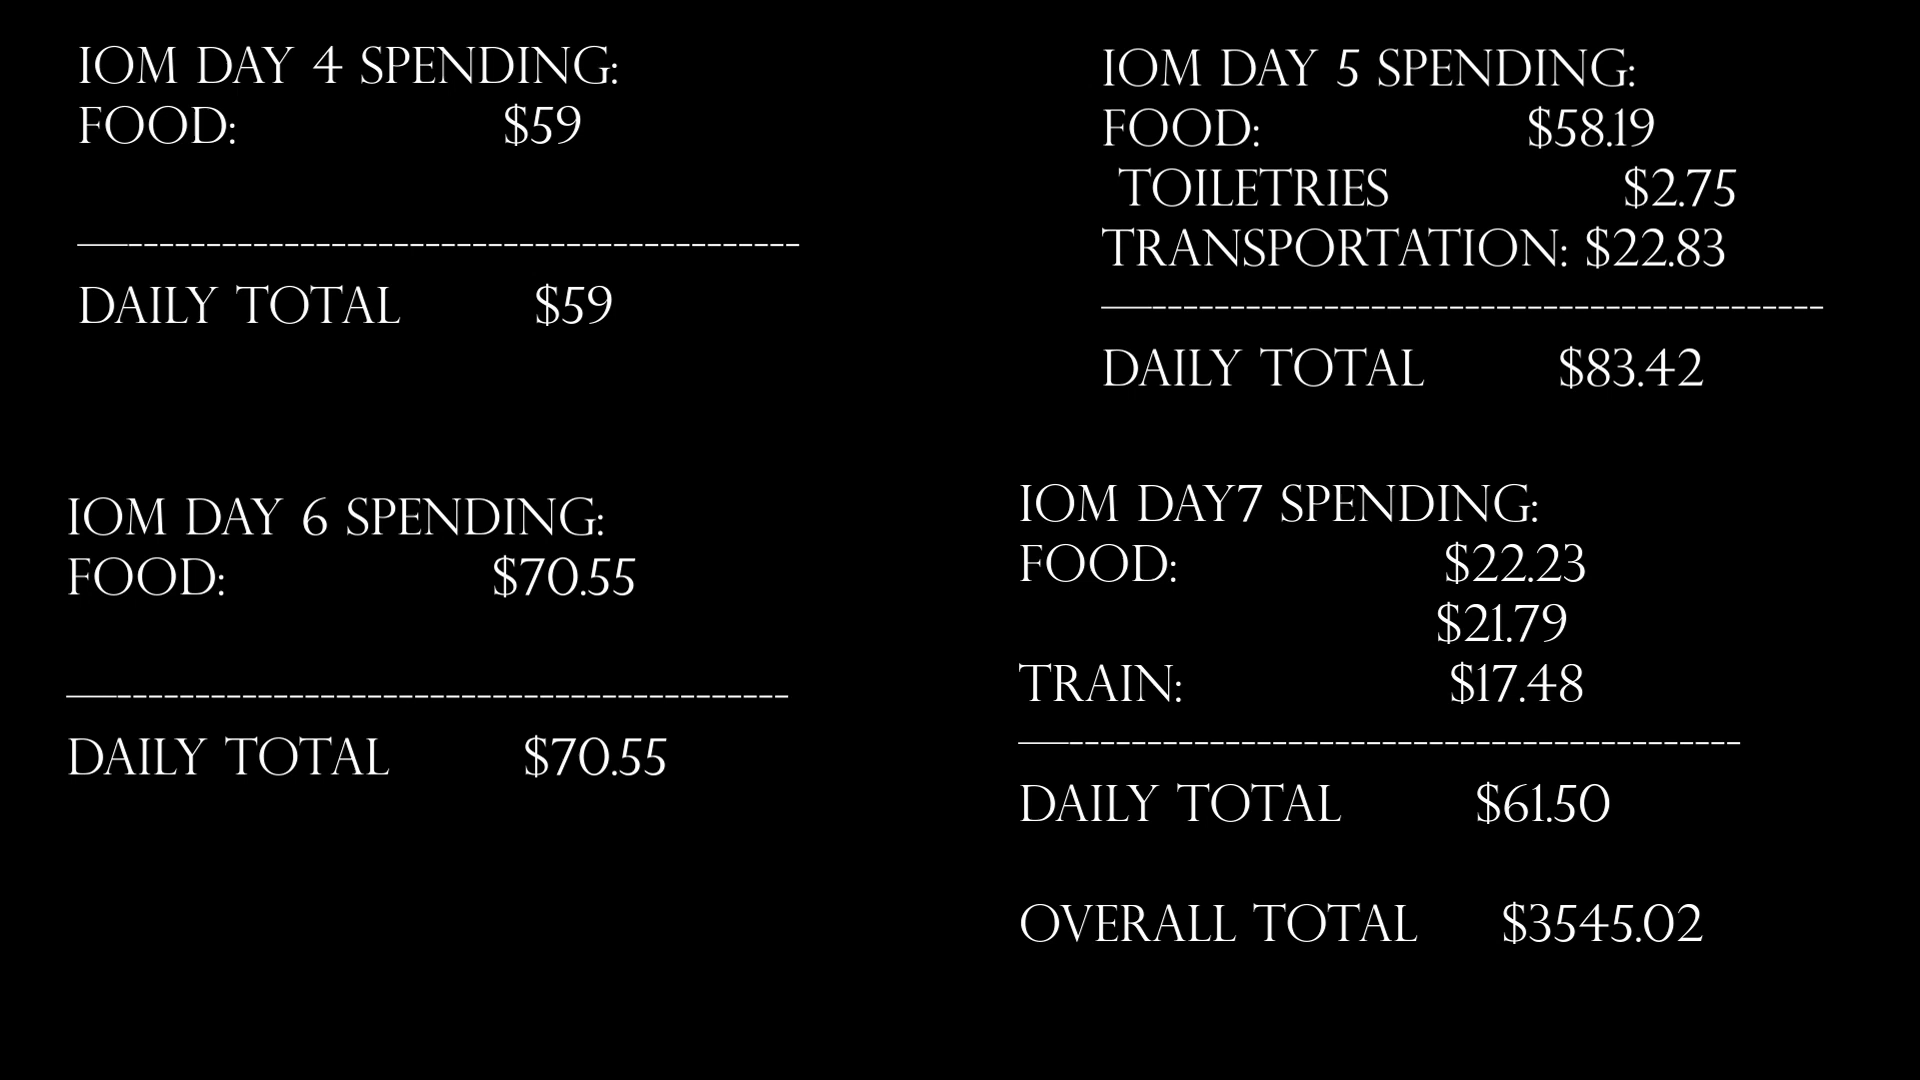 IOM DAY 4 SPENDING:
FOOD: $59
----------------------------------------------
DAILY TOTAL $59
IOM DAY 5 SPENDING:
FOOD: $58.19
TOILETRIES $2.75
TRANSPORTATION: $22.83
----------------------------------------------
DAILY TOTAL $83.42
IOM DAY 6 SPENDING:
FOOD: $70.55
----------------------------------------------
DAILY TOTAL $70.55
IOM DAY7 SPENDING:
FOOD: $22.23
$21.79
TRAIN: $17.48
----------------------------------------------
DAILY TOTAL $61.50
OVERALL TOTAL $3545.02